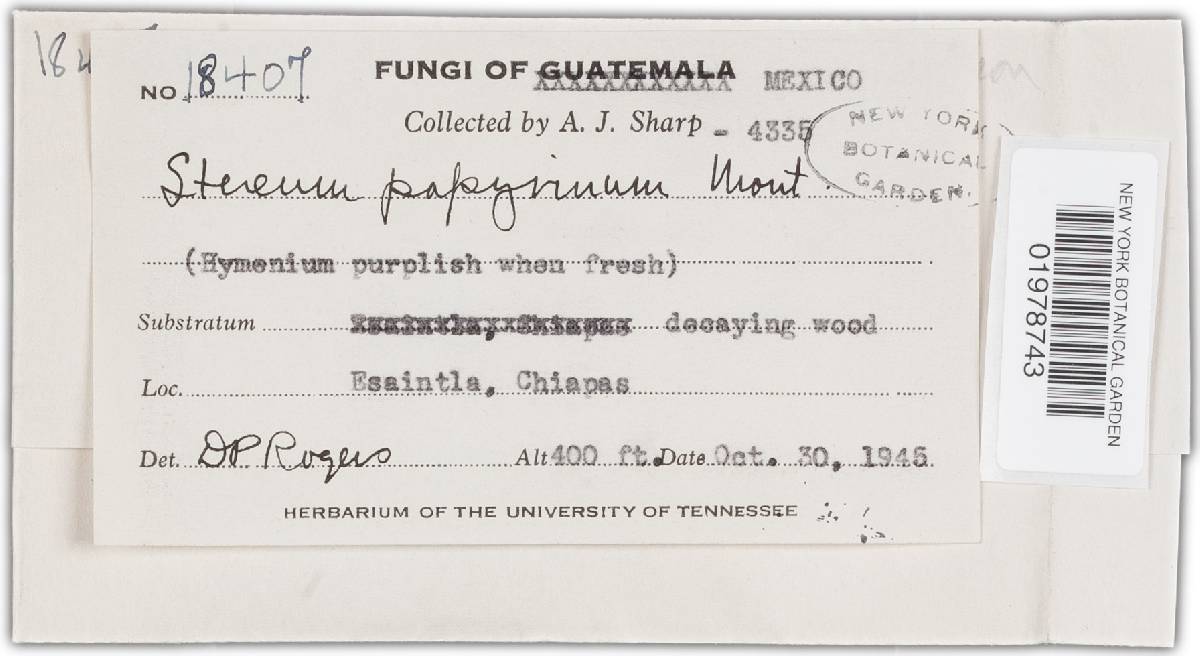 NO 18407
FUNGI OF GUATEMALA MEXICO
Collected by A. J. Sharp - 4335
NEW YORK
BOTANICAL
GARDEN.
Stereum papyrinum Mont.
(Hymenium purplish when fresh)
Substratum decaying wood
Loc. Esaintla, Chiapas
Det. DP Rogers Alt 400 ft. Date Oct. 30, 1945
HERBARIUM OF THE UNIVERSITY OF TENNESSEE
NEW YORK BOTANICAL GARDEN
01978743